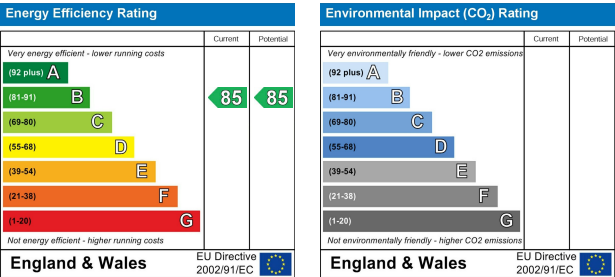 Energy Efficiency Rating
Current Potential
Very energy efficient - lower running costs
(92 plus) A
(81-91) B 85 85
(69-80) C
(55-68) D
(39-54) E
(21-38) F
(1-20) G
Not energy efficient - higher running costs
England & Wales
EU Directive
2002/91/EC
Environmental Impact (CO₂) Rating
Current Potential
Very environmentally friendly - lower CO2 emissions
(92 plus) A
(81-91) B
(69-80) C
(55-68) D
(39-54) E
(21-38) F
(1-20) G
Not environmentally friendly - higher CO2 emissions
England & Wales
EU Directive
2002/91/EC